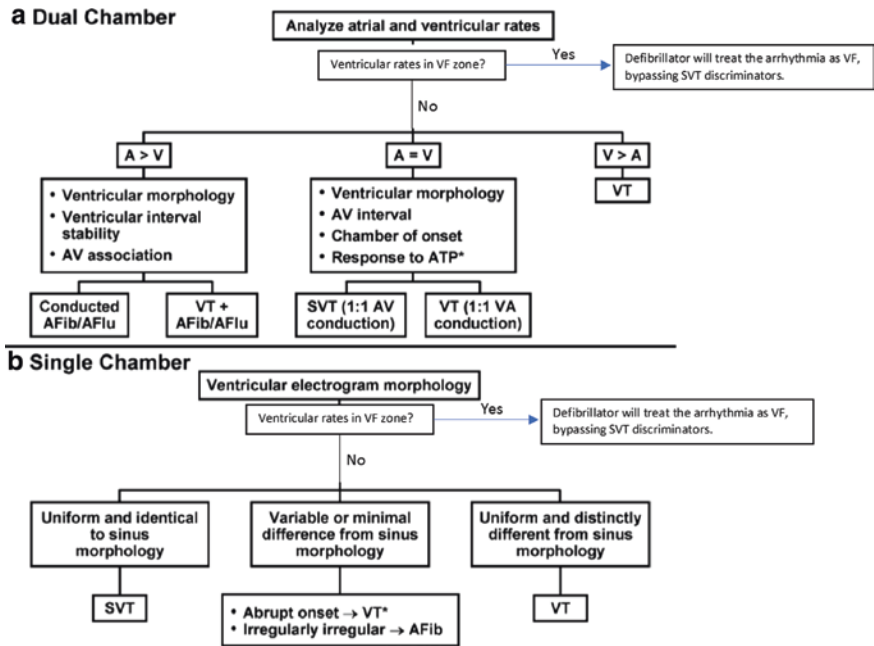 a Dual Chamber
Analyze atrial and ventricular rates
Ventricular rates in VF zone?
Yes
Defibrillator will treat the arrhythmia as VF,
bypassing SVT discriminators.
No
A > V
A = V
V > A
• Ventricular morphology
• Ventricular interval
stability
• AV association
• Ventricular morphology
• AV interval
• Chamber of onset
• Response to ATP*
VT
Conducted
AFib/AFlu
VT +
AFib/AFlu
SVT (1:1 AV
conduction)
VT (1:1 VA
conduction)
b Single Chamber
Ventricular electrogram morphology
Ventricular rates in VF zone?
Yes
Defibrillator will treat the arrhythmia as VF,
bypassing SVT discriminators.
No
Uniform and identical
to sinus
morphology
Variable or minimal
difference from sinus
morphology
Uniform and distinctly
different from sinus
morphology
SVT
• Abrupt onset → VT*
• Irregularly irregular → AFib
VT